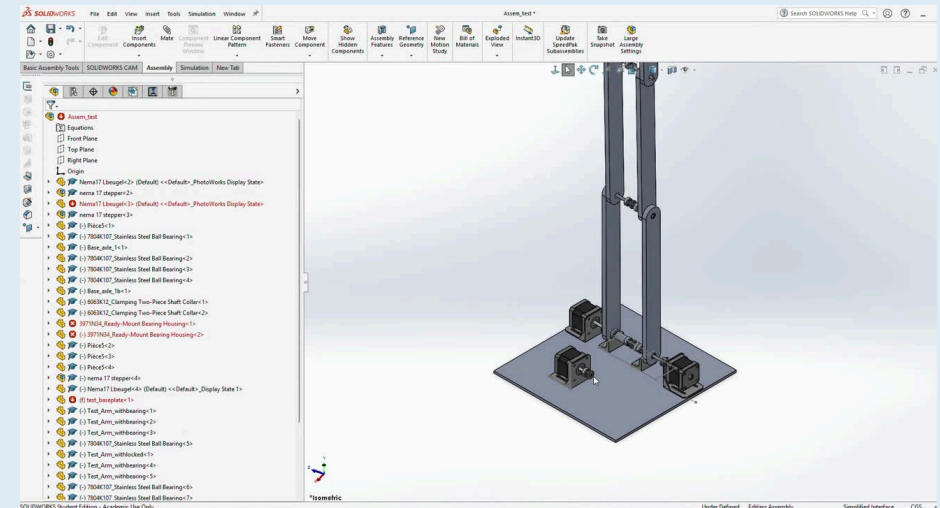 SOLIDWORKS File Edit View Insert Tools Simulation Window Assem_test * Search SOLIDWORKS Help
Edit Component
Insert Components
Mate
Component Preview Window
Linear Component Pattern
Smart Fasteners
Move Component
Show Hidden Components
Assembly Features
Reference Geometry
New Motion Study
Bill of Materials
Exploded View
Instant3D
Update SpeedPak Subassemblies
Take Snapshot
Large Assembly Settings
Basic Assembly Tools SOLIDWORKS CAM Assembly Simulation New Tab
Assem_test
Equations
Front Plane
Top Plane
Right Plane
Origin
Nema17 Lbeugel<2> (Default) <<Default>_PhotoWorks Display State>
nema 17 stepper<2>
Nema17 Lbeugel<3> (Default) <<Default>_PhotoWorks Display State>
nema 17 stepper<3>
(-) Pièce5<1>
(-) 7804K107_Stainless Steel Ball Bearing<1>
(-) Base_axle_1<1>
(-) 7804K107_Stainless Steel Ball Bearing<2>
(-) 7804K107_Stainless Steel Ball Bearing<3>
(-) 7804K107_Stainless Steel Ball Bearing<4>
(-) Base_axle_1b<1>
(-) 6063K12_Clamping Two-Piece Shaft Collar<1>
(-) 6063K12_Clamping Two-Piece Shaft Collar<2>
3971N34_Ready-Mount Bearing Housing<1>
(-) 3971N34_Ready-Mount Bearing Housing<2>
(-) Pièce5<2>
(-) Pièce5<3>
(-) Pièce5<4>
(-) nema 17 stepper<4>
(-) Nema17 Lbeugel<4> (Default) <<Default>_Display State 1>
(f) test_baseplate<1>
(-) Test_Arm_withbearing<1>
(-) Test_Arm_withbearing<2>
(-) Test_Arm_withbearing<3>
(-) 7804K107_Stainless Steel Ball Bearing<5>
(-) Test_Arm_withlocked<1>
(-) Test_Arm_withbearing<4>
(-) Test_Arm_withbearing<5>
(-) 7804K107_Stainless Steel Ball Bearing<6>
(-) 7804K107_Stainless Steel Ball Bearing<7>
*Isometric
SOLIDWORKS Student Edition - Academic Use Only Under Defined Editing Assembly Simplified Interface CGS